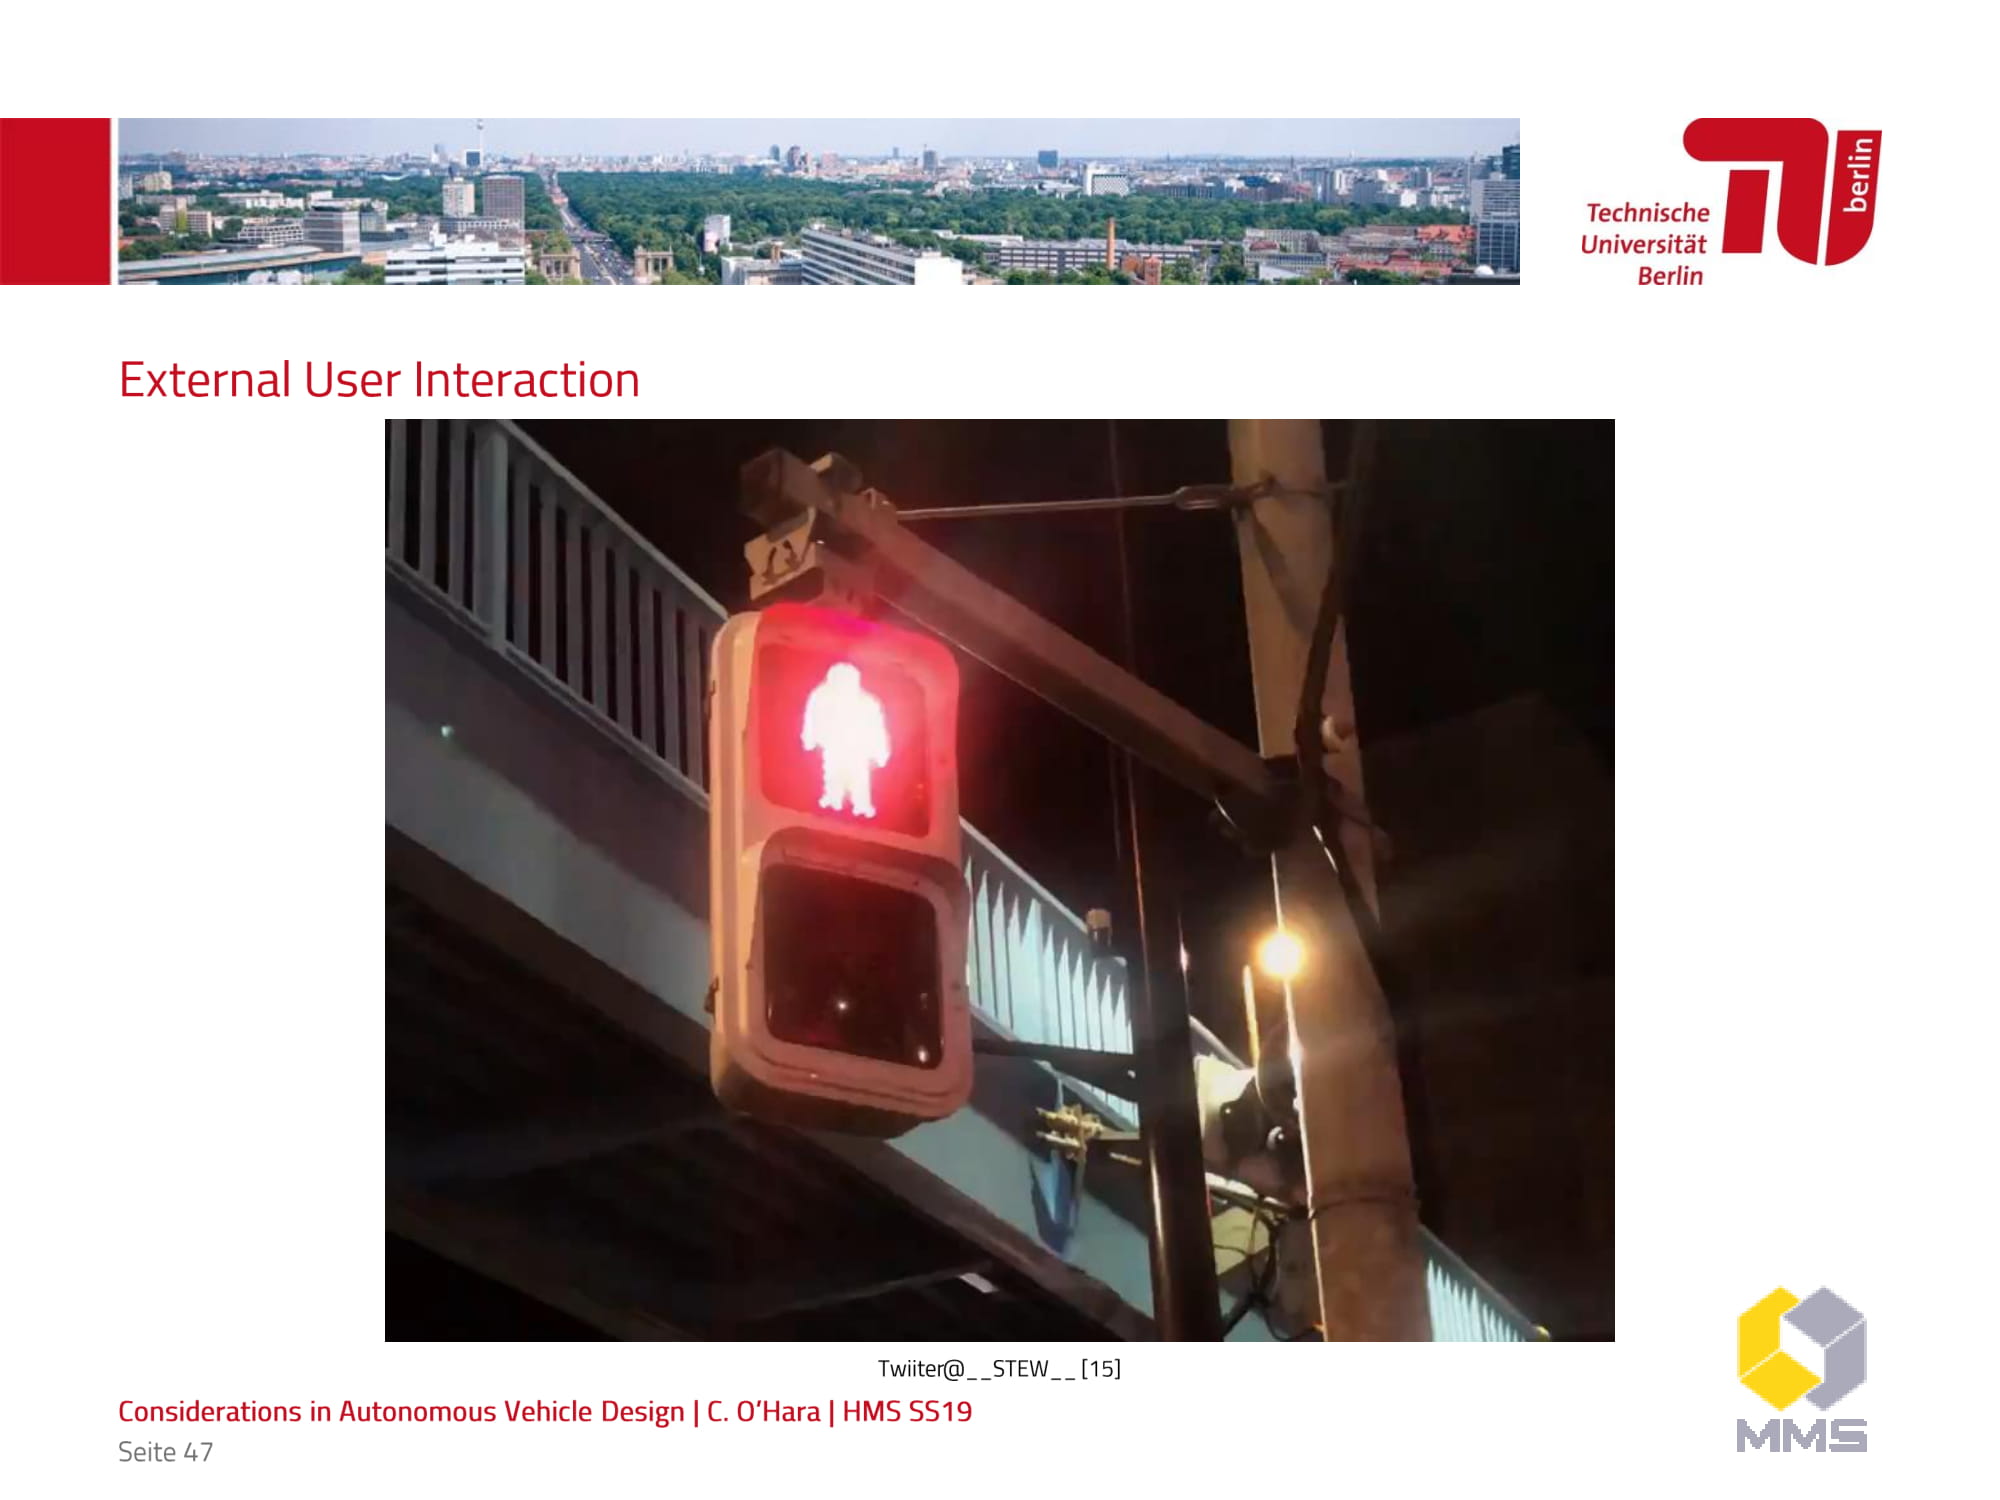 berlin
Technische
Universität
Berlin
External User Interaction
Twiiter@__STEW__ [15]
Considerations in Autonomous Vehicle Design | C. O’Hara | HMS SS19
Seite 47
MMS